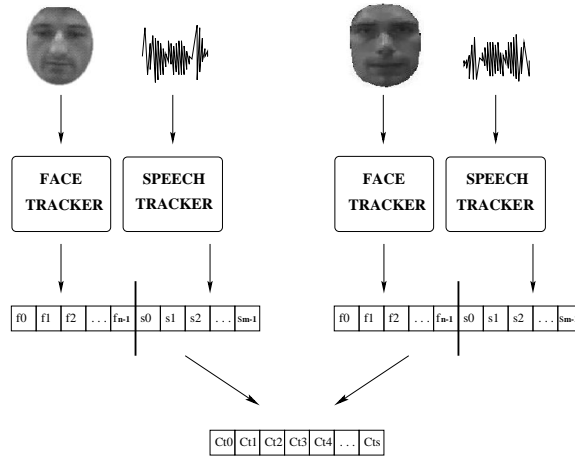 FACE TRACKER
SPEECH TRACKER
FACE TRACKER
SPEECH TRACKER
f0 f1 f2 . . . fn-1 s0 s1 s2 . . . sm-1
f0 f1 f2 . . . fn-1 s0 s1 s2 . . . sm-
Ct0 Ct1 Ct2 Ct3 Ct4 . . . Cts